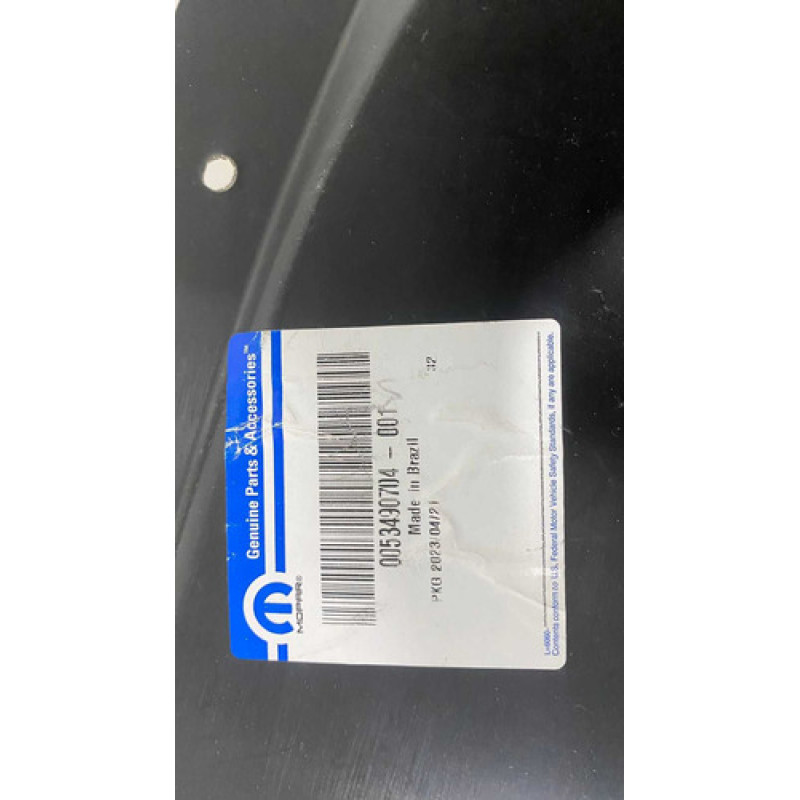 Genuine Parts & Accessories™
MOPAR®
0053490704 - 001
Made in Brazil
PKG 2023/04/21
32
Contents conform to U.S. Federal Motor Vehicle Safety Standards, if any are applicable.